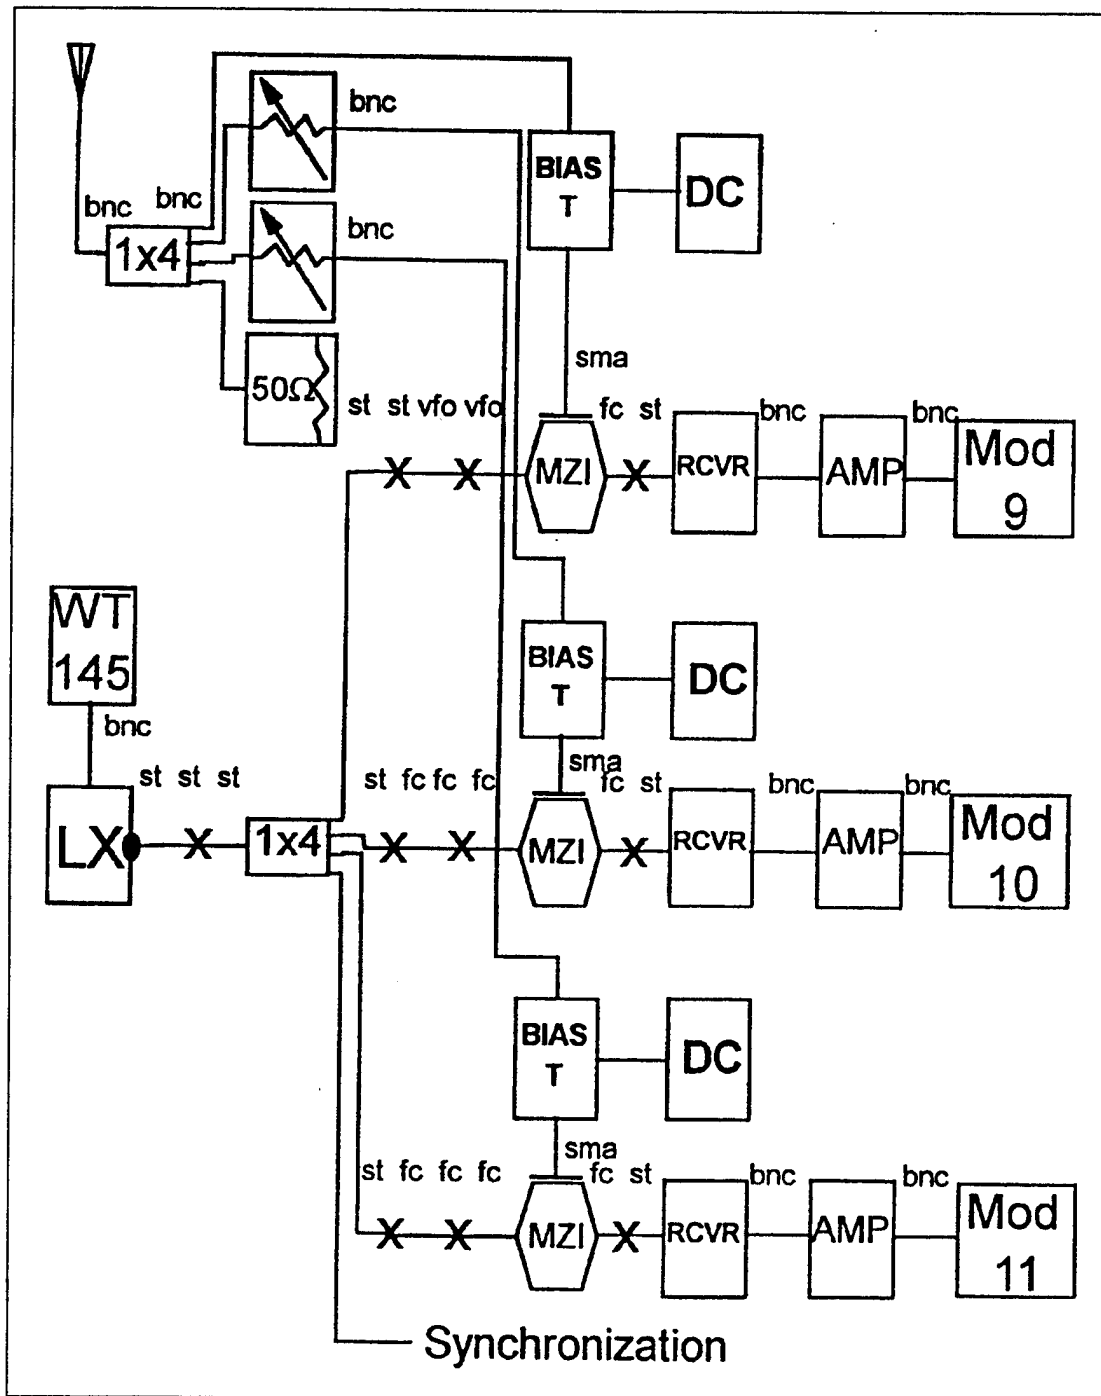 bnc
BIAS
T
DC
bnc
bnc
1x4
bnc
50Ω
sma
st st vfo vfo
fc st
bnc
bnc
MZI
RCVR
AMP
Mod
9
WT
145
bnc
BIAS
T
DC
sma
st st st
st fc fc fc
fc st
bnc
bnc
LX
1x4
MZI
RCVR
AMP
Mod
10
BIAS
T
DC
sma
st fc fc fc
fc st
bnc
bnc
MZI
RCVR
AMP
Mod
11
Synchronization